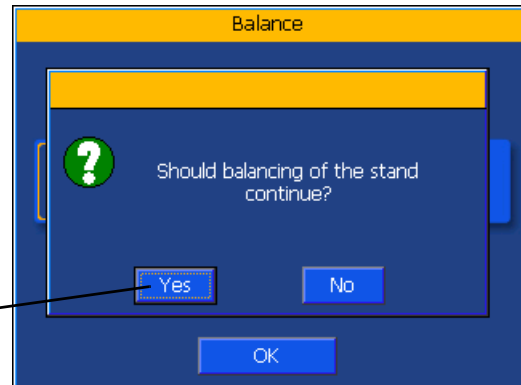 Balance
?
Should balancing of the stand
continue?
Yes
No
OK